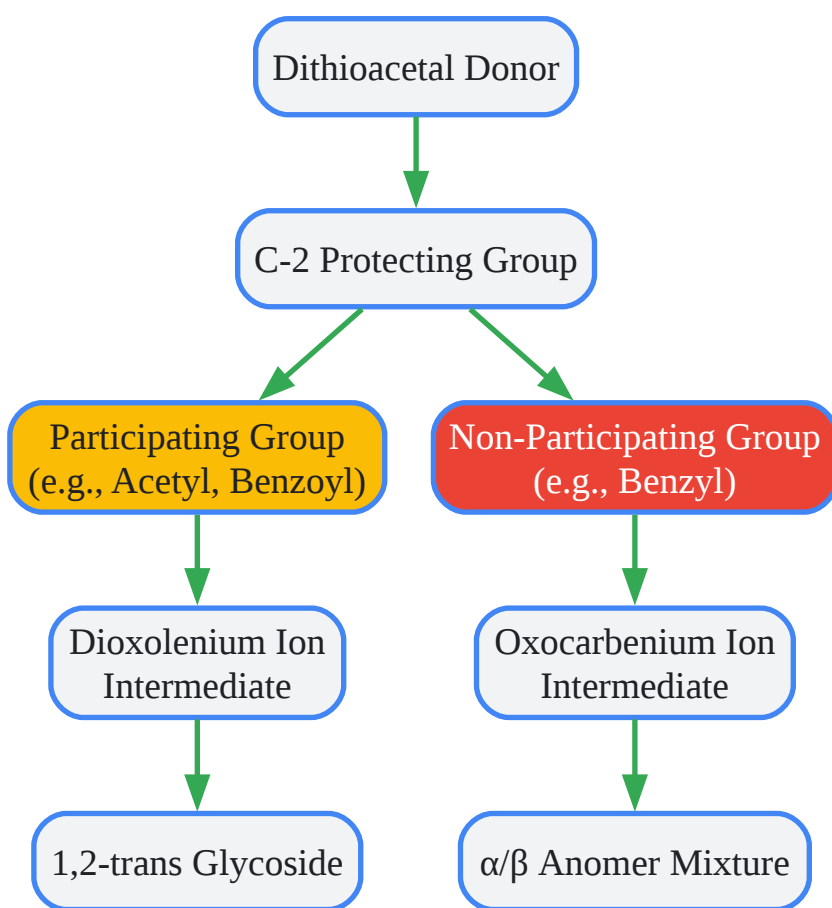 Dithioacetal Donor
C-2 Protecting Group
Participating Group
(e.g., Acetyl, Benzoyl)
Non-Participating Group
(e.g., Benzyl)
Dioxolenium Ion
Intermediate
Oxocarbenium Ion
Intermediate
1,2-trans Glycoside
α/β Anomer Mixture